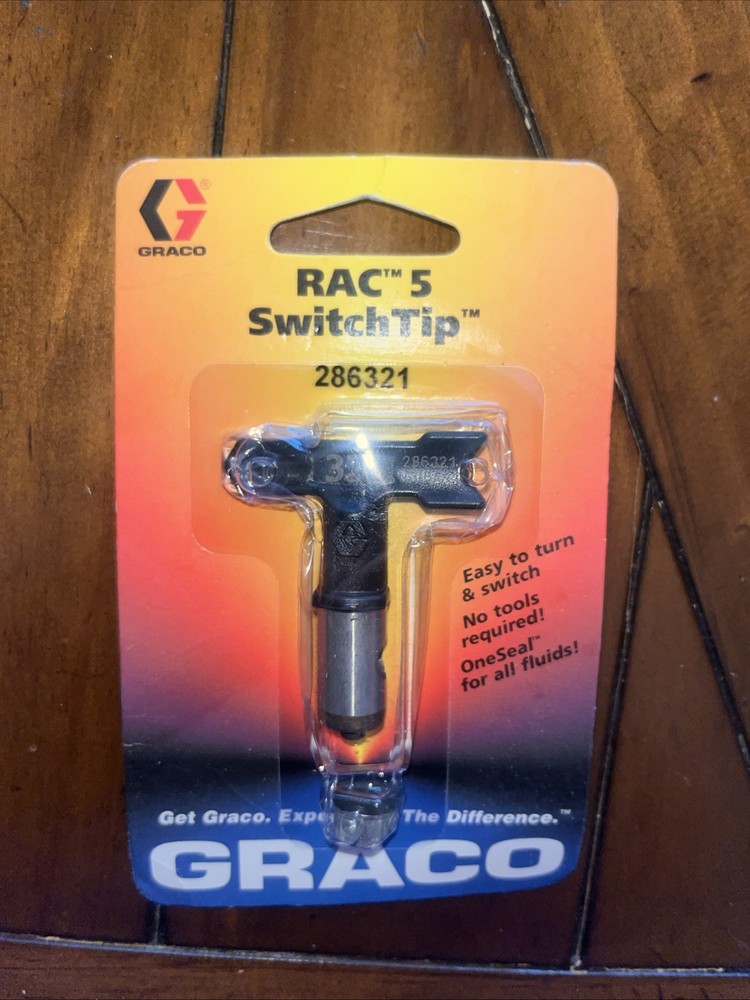 GRACO
RAC™ 5
SwitchTip™
286321
286321
Easy to turn
& switch
No tools
required!
OneSeal™
for all fluids!
Get Graco. The Difference.™
GRACO